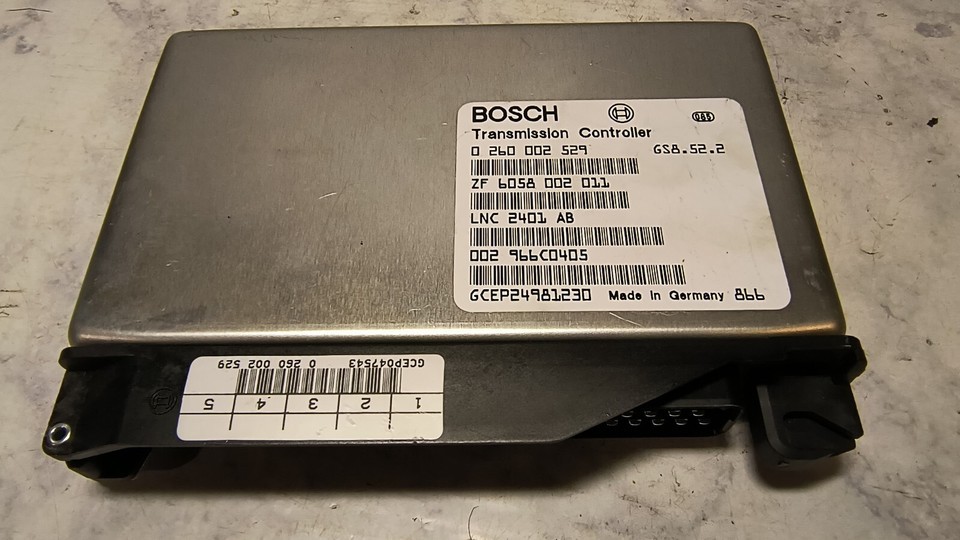 BOSCH
Transmission Controller
0 260 002 529 GS8.52.2
ZF 6058 002 011
LNC 2401 AB
002 966C0405
GCEP24981230 Made in Germany 866
GCEP047543 0 260 002 529
1 2 3 4 5